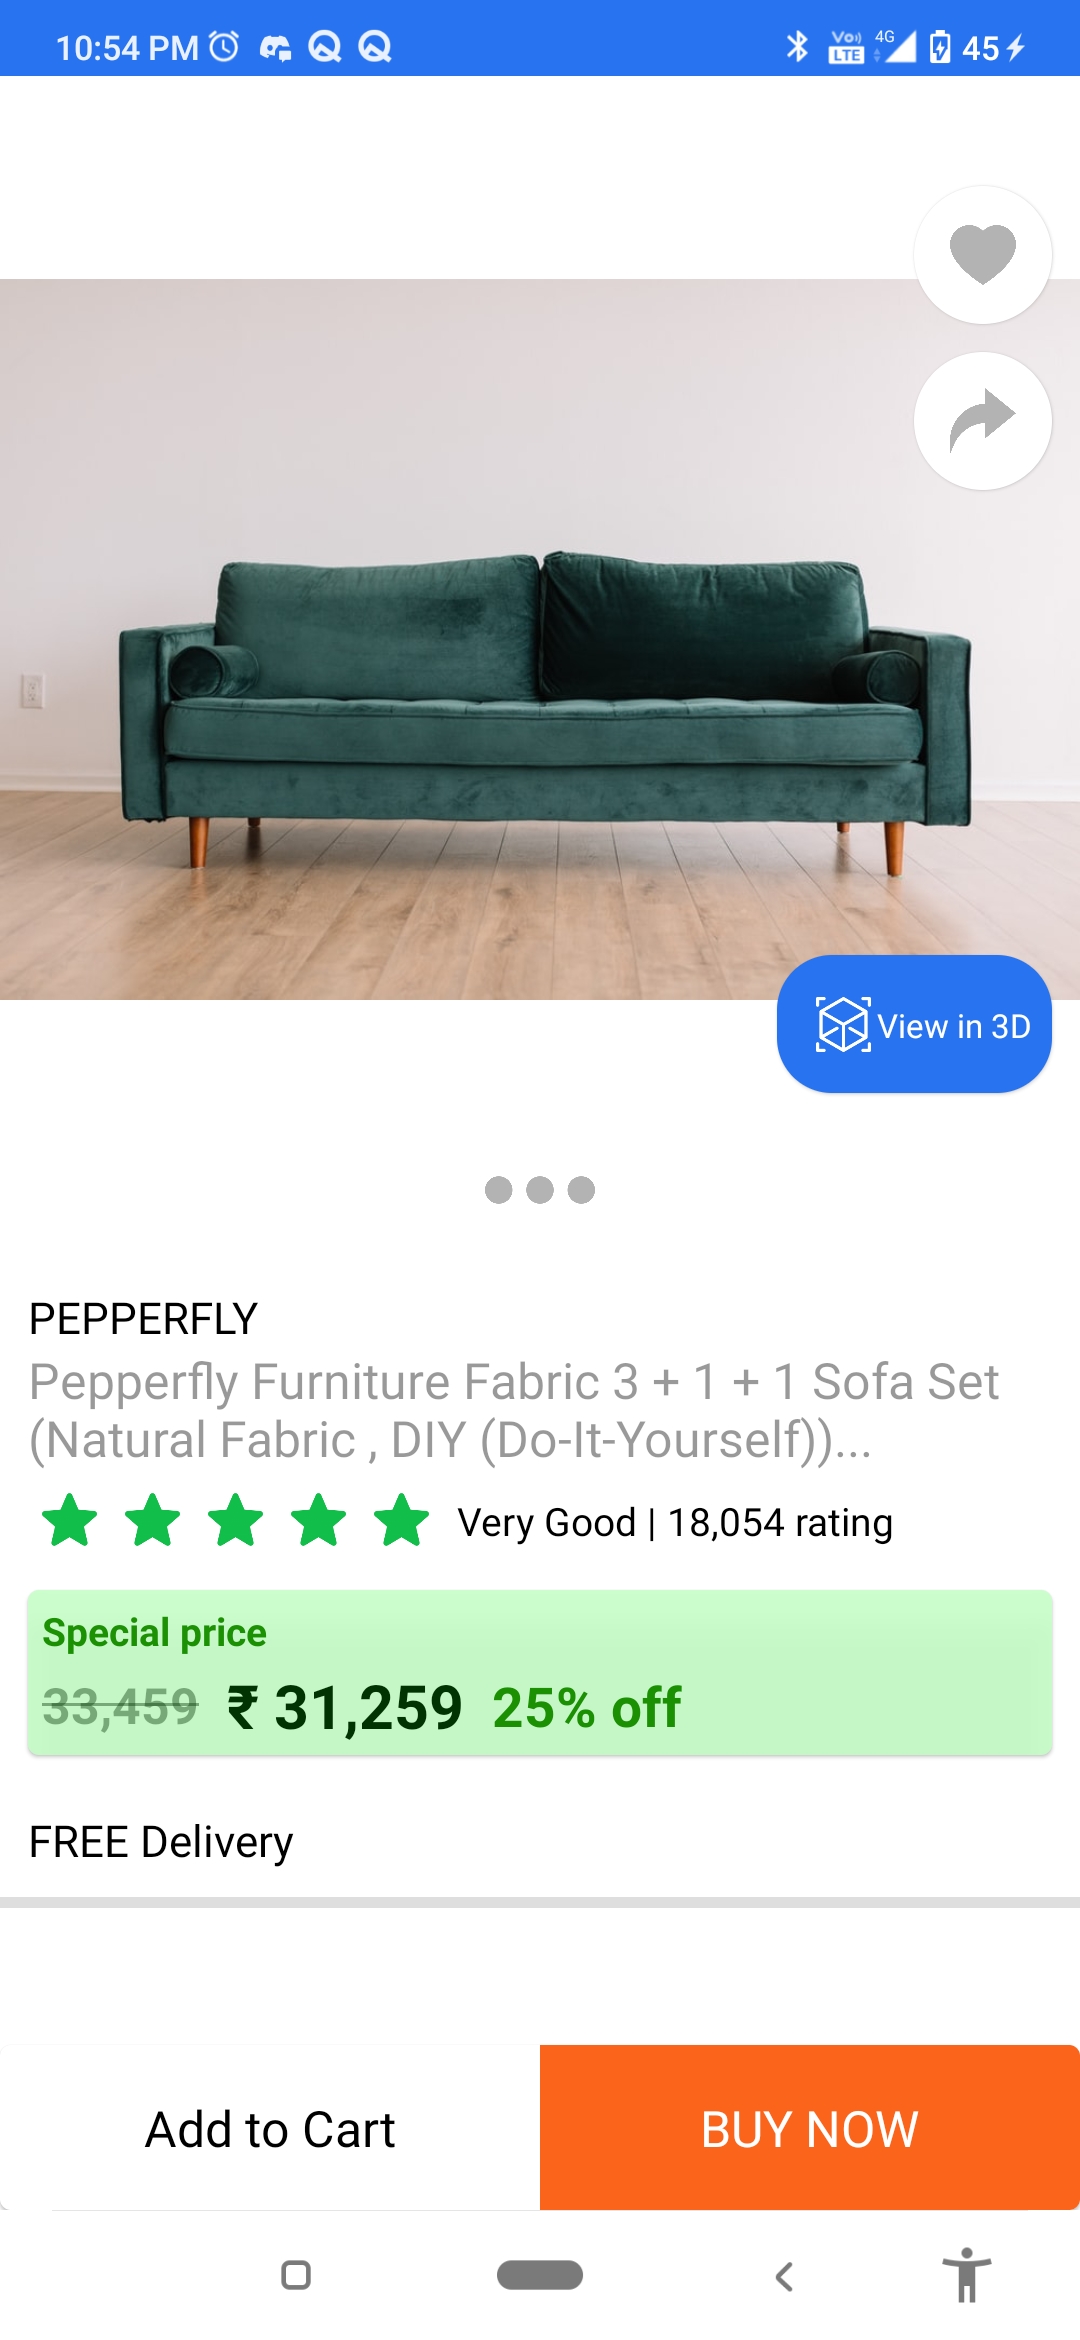 10:54 PM
Vo)) LTE 4G 45
View in 3D
PEPPERFLY
Pepperfly Furniture Fabric 3 + 1 + 1 Sofa Set
(Natural Fabric , DIY (Do-It-Yourself))...
Very Good | 18,054 rating
Special price
33,459 ₹ 31,259 25% off
FREE Delivery
Add to Cart
BUY NOW